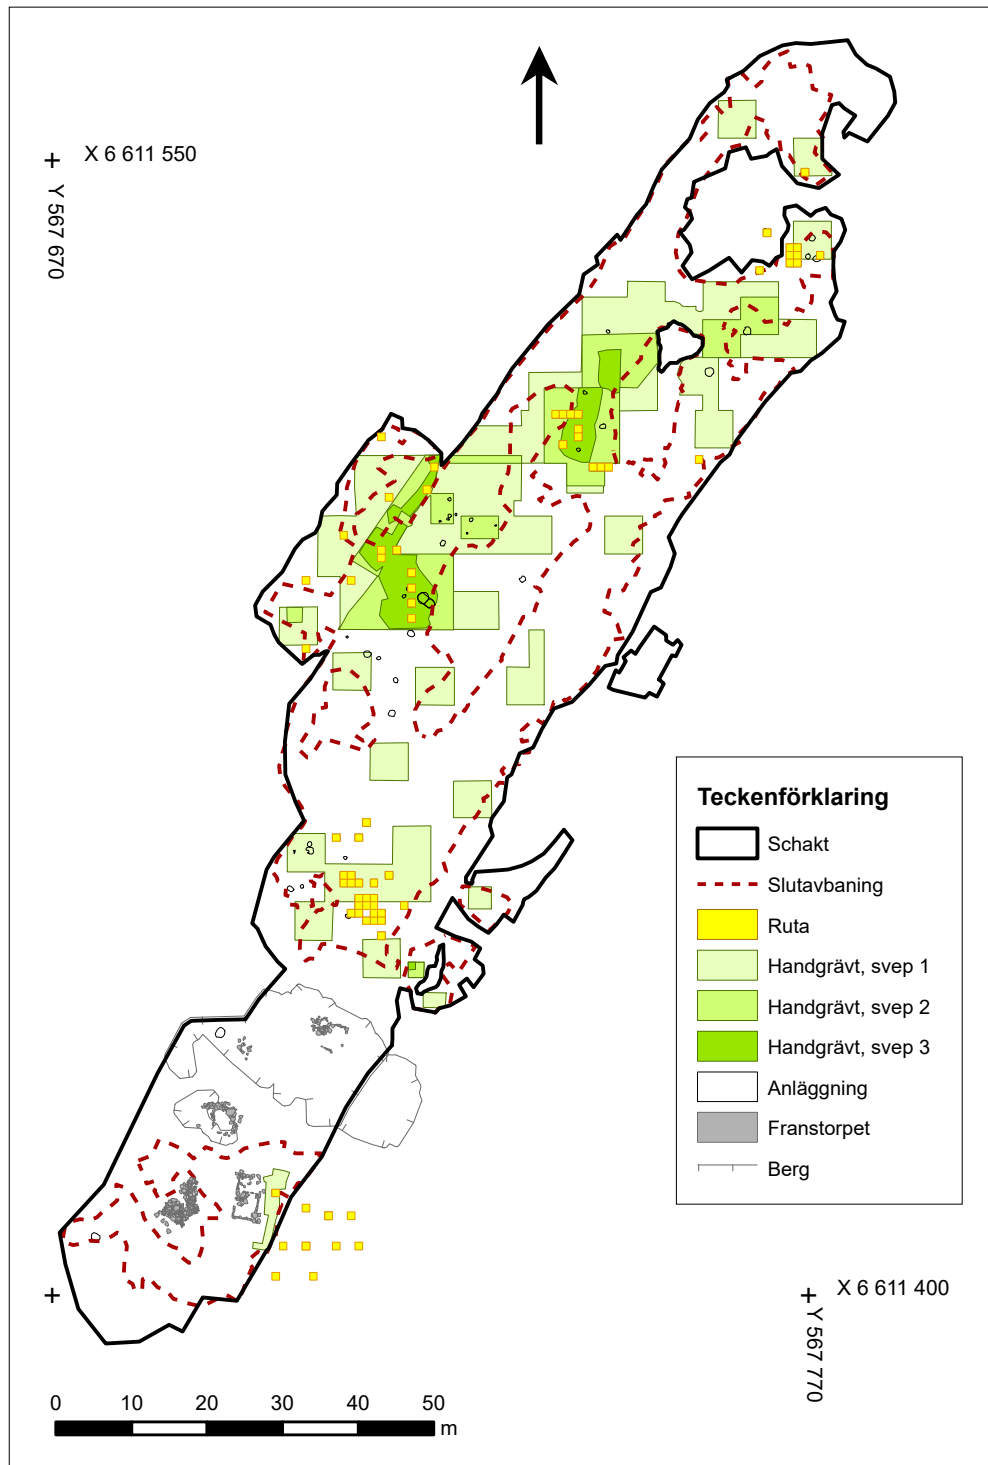 X 6 611 550
Y 567 670
Teckenförklaring
Schakt
Slutavbaning
Ruta
Handgrävt, svep 1
Handgrävt, svep 2
Handgrävt, svep 3
Anläggning
Franstorpet
Berg
X 6 611 400
Y 567 770
0 10 20 30 40 50
m